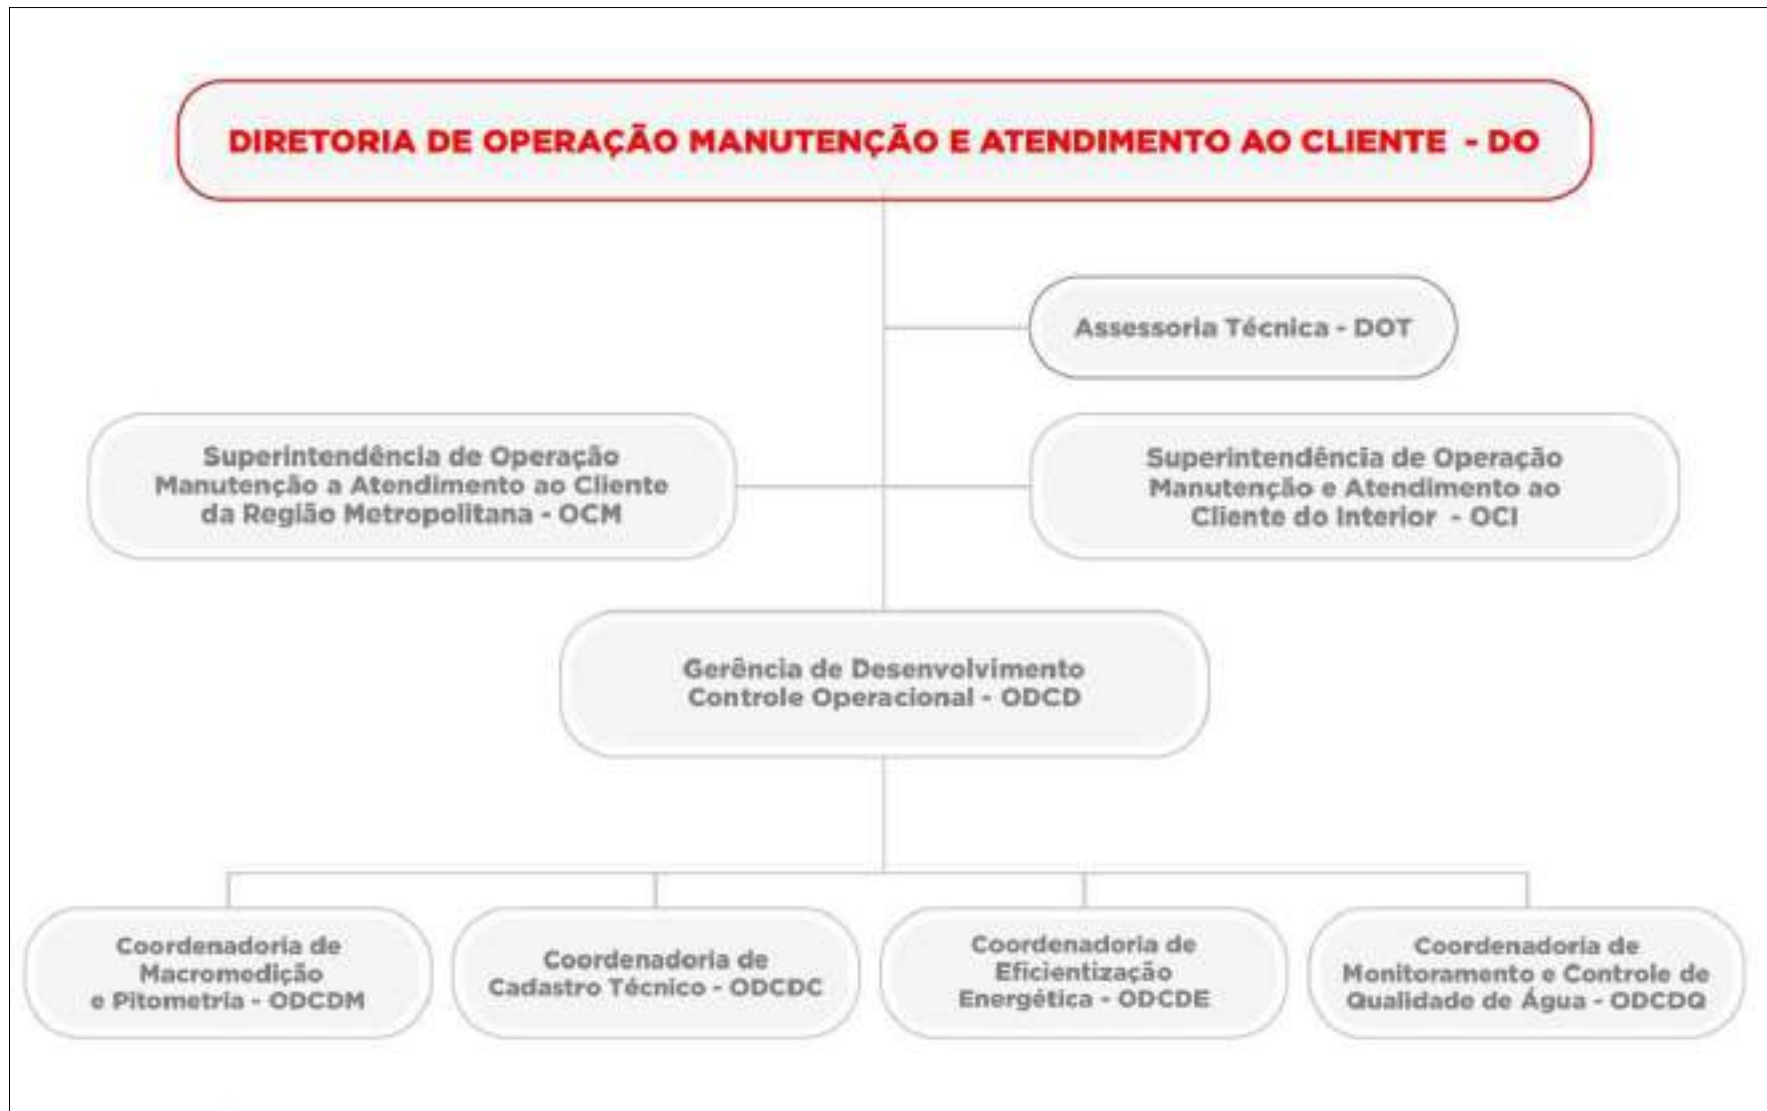 DIRETORIA DE OPERAÇÃO MANUTENÇÃO E ATENDIMENTO AO CLIENTE - DO
Assessoria Técnica - DOT
Superintendência de Operação
Manutenção a Atendimento ao Cliente
da Região Metropolitana - OCM
Superintendência de Operação
Manutenção e Atendimento ao
Cliente do Interior - OCI
Gerência de Desenvolvimento
Controle Operacional - ODCD
Coordenadoria de
Macromedição
e Pitometria - ODCDM
Coordenadoria de
Cadastro Técnico - ODCDC
Coordenadoria de
Eficientização
Energética - ODCDE
Coordenadoria de
Monitoramento e Controle de
Qualidade de Água - ODCDQ